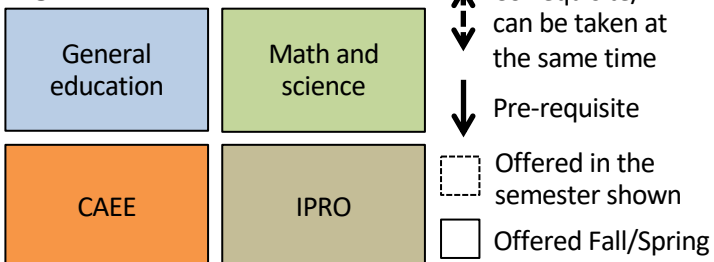 General
education
Math and
science
CAEE
IPRO
can be taken at
the same time
Pre-requisite
Offered in the
semester shown
Offered Fall/Spring